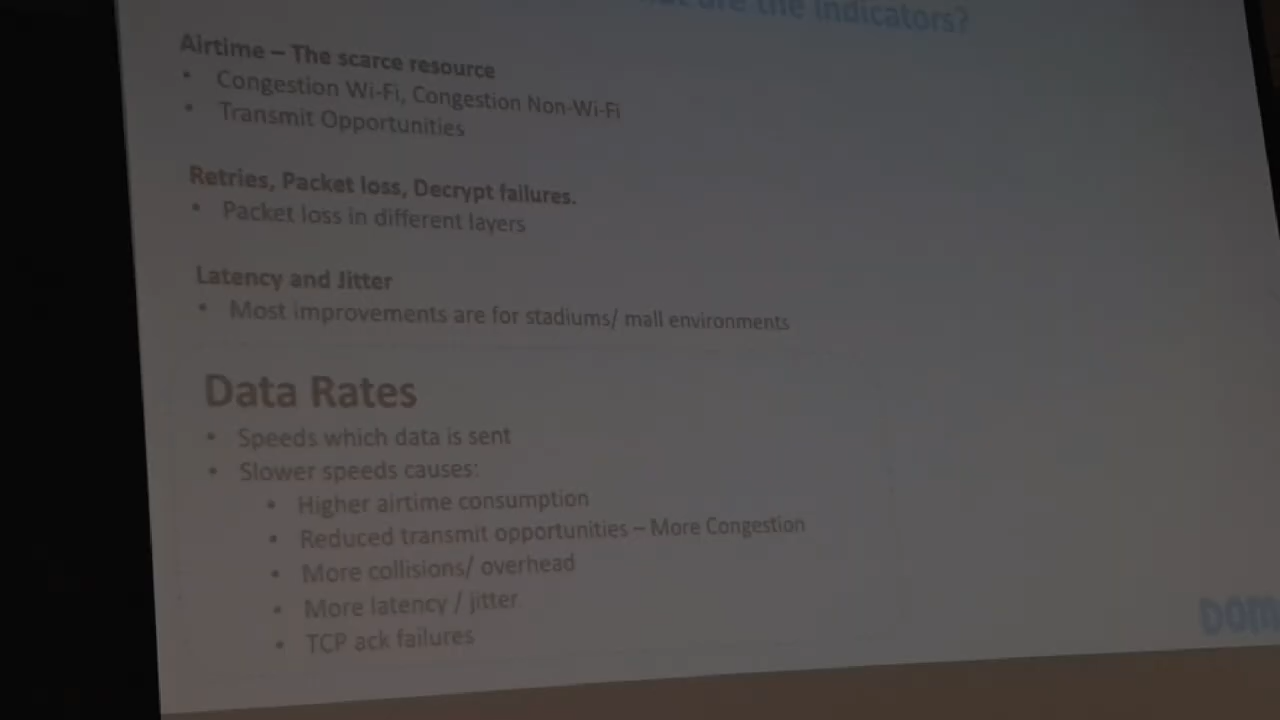 are the Indicators?
Airtime – The scarce resource
• Congestion Wi-Fi, Congestion Non-Wi-Fi
• Transmit Opportunities
Retries, Packet loss, Decrypt failures.
• Packet loss in different layers
Latency and Jitter
• Most improvements are for stadiums/ mall environments
Data Rates
• Speeds which data is sent
• Slower speeds causes:
• Higher airtime consumption
• Reduced transmit opportunities – More Congestion
• More collisions/ overhead
• More latency / jitter
• TCP ack failures